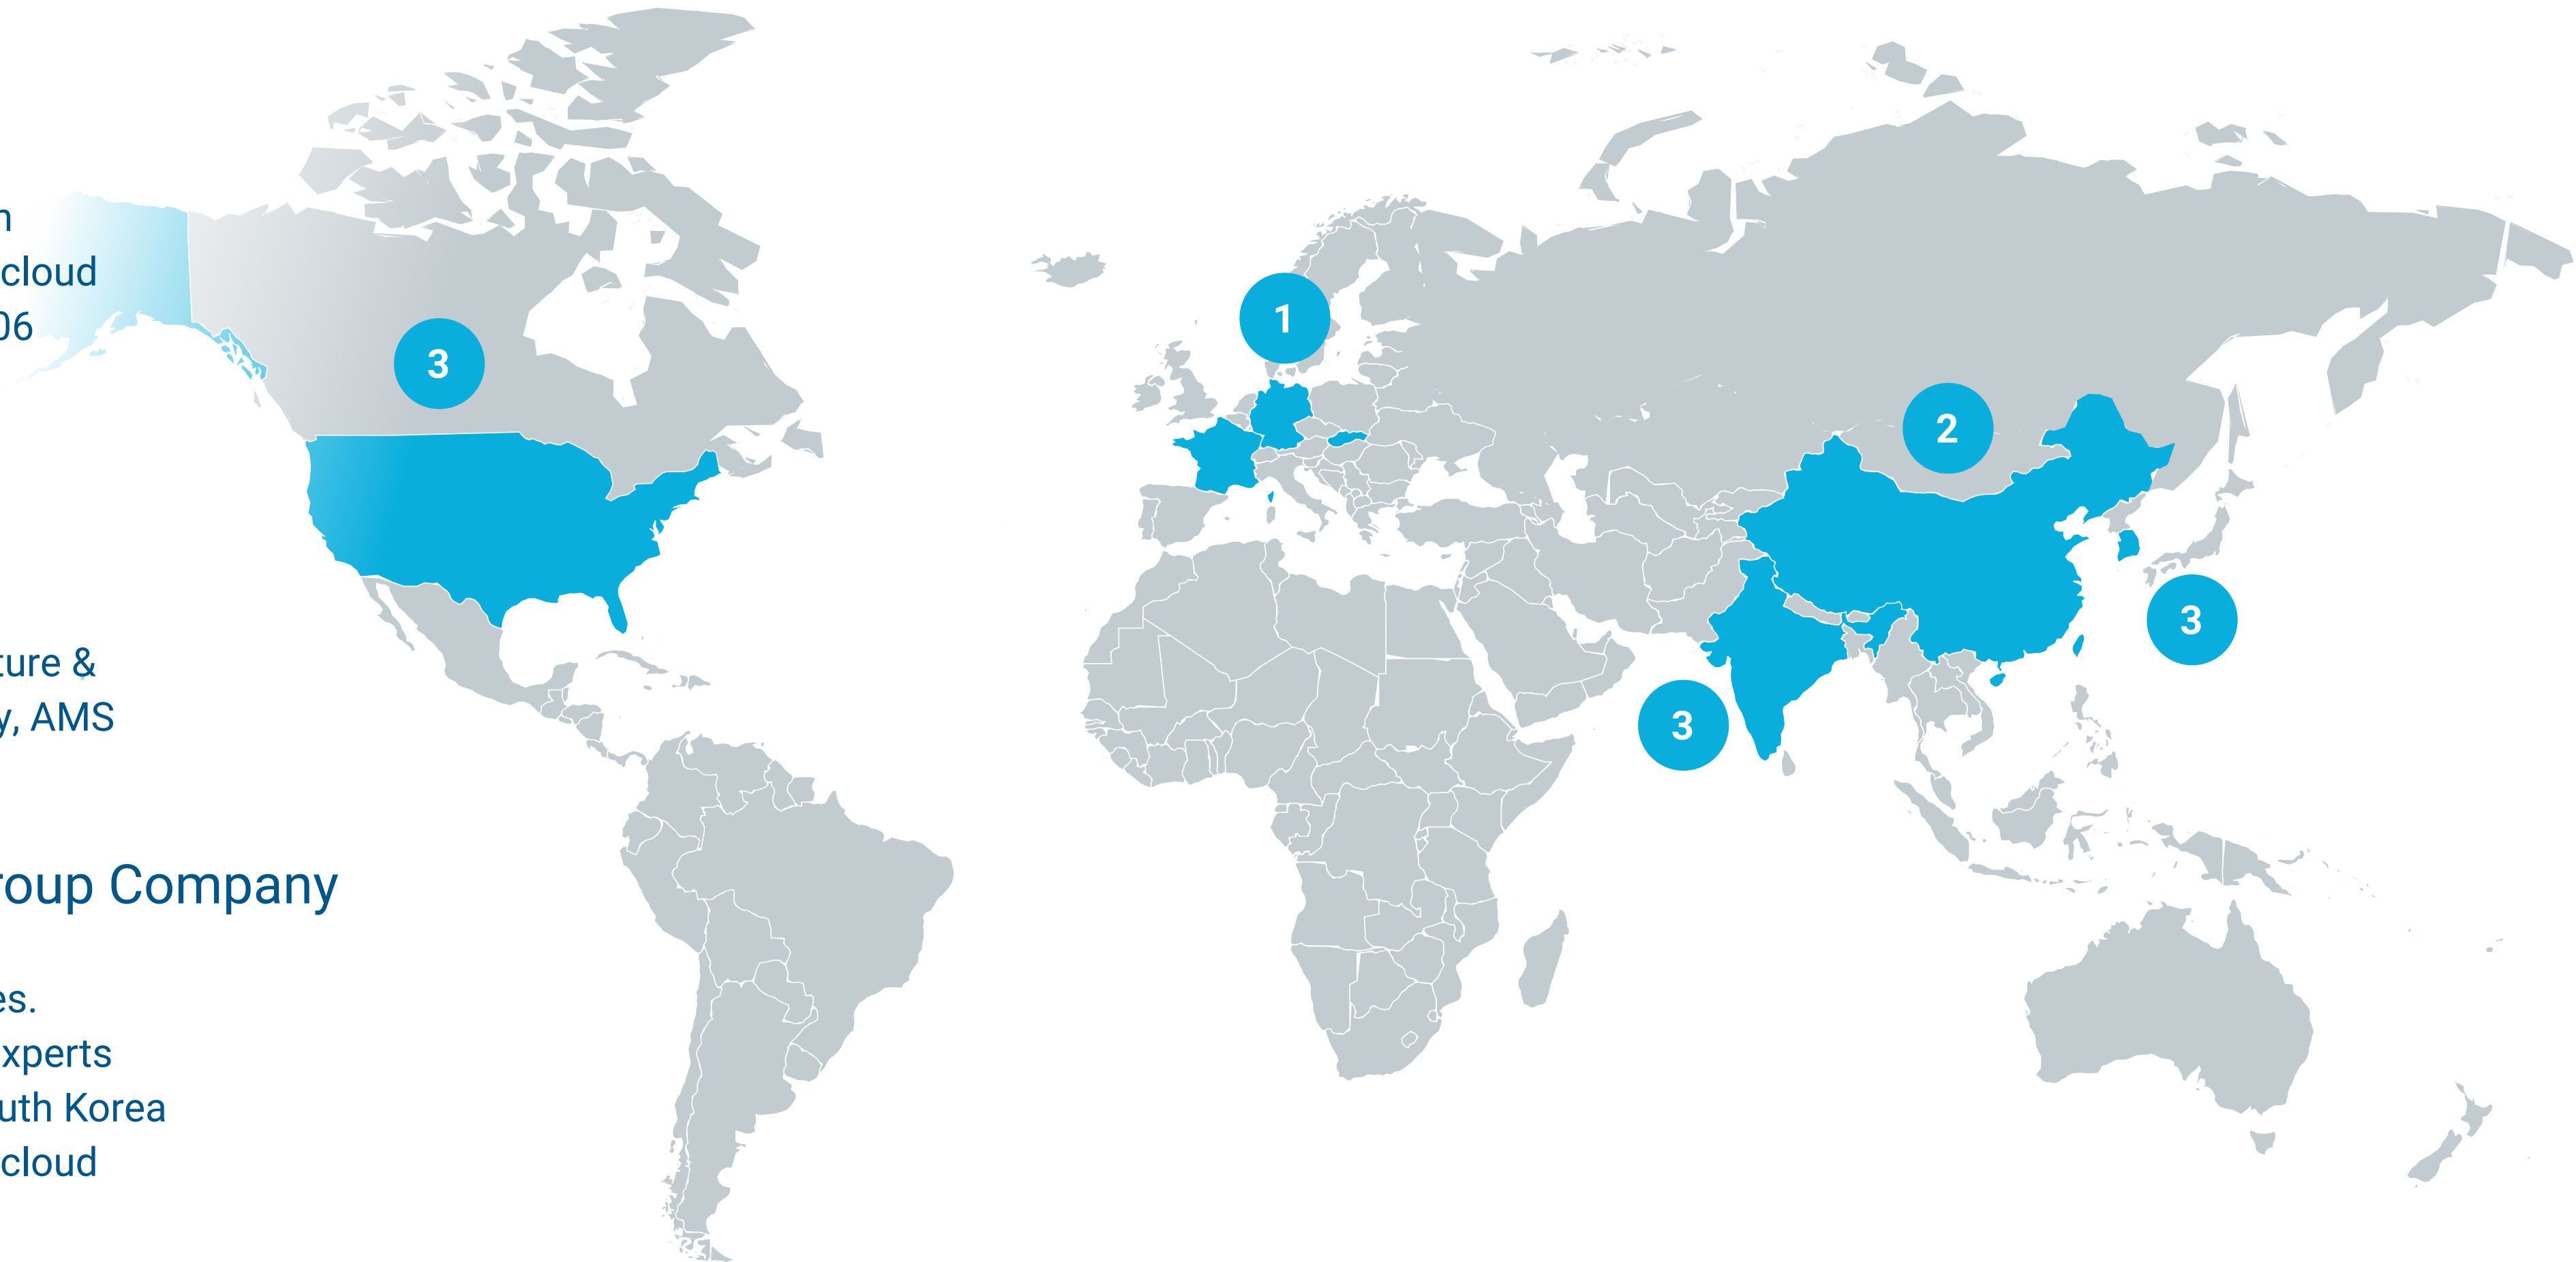 n
cloud
06
3
1
2
3
3
ture &
y, AMS
roup Company
es.
xperts
uth Korea
cloud